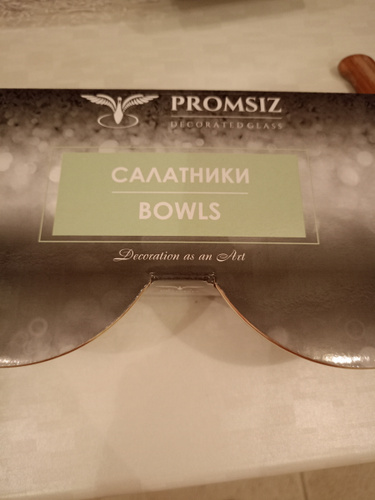 PROMSIZ
DECORATED GLASS
САЛАТНИКИ
BOWLS
Decoration as an Art